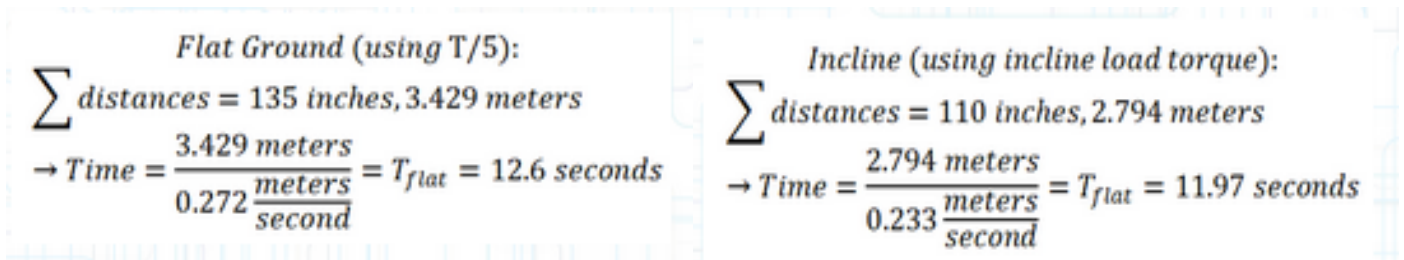 Flat Ground (using T/5):
∑ distances = 135 inches, 3.429 meters
→ Time = 3.429 meters / 0.272 meters/second = T_flat = 12.6 seconds
Incline (using incline load torque):
∑ distances = 110 inches, 2.794 meters
→ Time = 2.794 meters / 0.233 meters/second = T_flat = 11.97 seconds